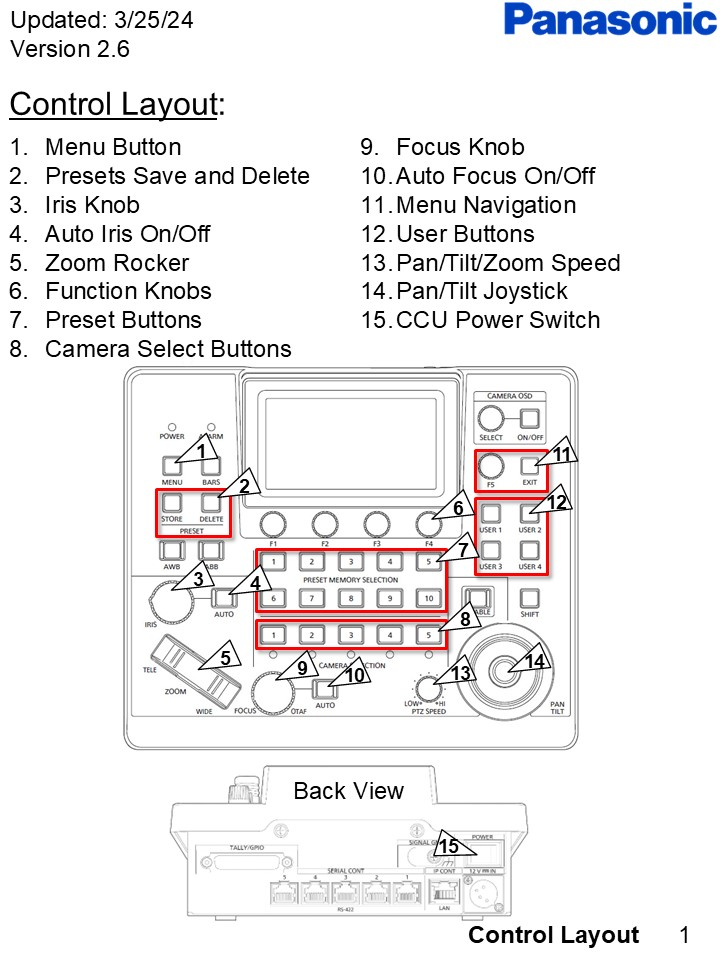 Updated: 3/25/24
Version 2.6
Panasonic
Control Layout:
1. Menu Button
2. Presets Save and Delete
3. Iris Knob
4. Auto Iris On/Off
5. Zoom Rocker
6. Function Knobs
7. Preset Buttons
8. Camera Select Buttons
9. Focus Knob
10. Auto Focus On/Off
11. Menu Navigation
12. User Buttons
13. Pan/Tilt/Zoom Speed
14. Pan/Tilt Joystick
15. CCU Power Switch
CAMERA OSD
SELECT ON/OFF
POWER
1
MENU BARS
11
F5 EXIT
2
STORE DELETE
PRESET
6
F1 F2 F3 F4
12
USER 1 USER 2
USER 3 USER 4
AWB
7
1 2 3 4 5
PRESET MEMORY SELECTION
6 7 8 9 10
3
IRIS
4
AUTO
SHIFT
8
1 2 3 4 5
5
TELE
ZOOM
WIDE
9
FOCUS OTAF
10
AUTO
13
LOW HI
PTZ SPEED
14
PAN
TILT
Back View
TALLY/GPIO
SIGNAL
15
POWER
SERIAL CONT
5 4 3 2 1
RS-422
IP CONT
LAN
12 V IN
Control Layout 1